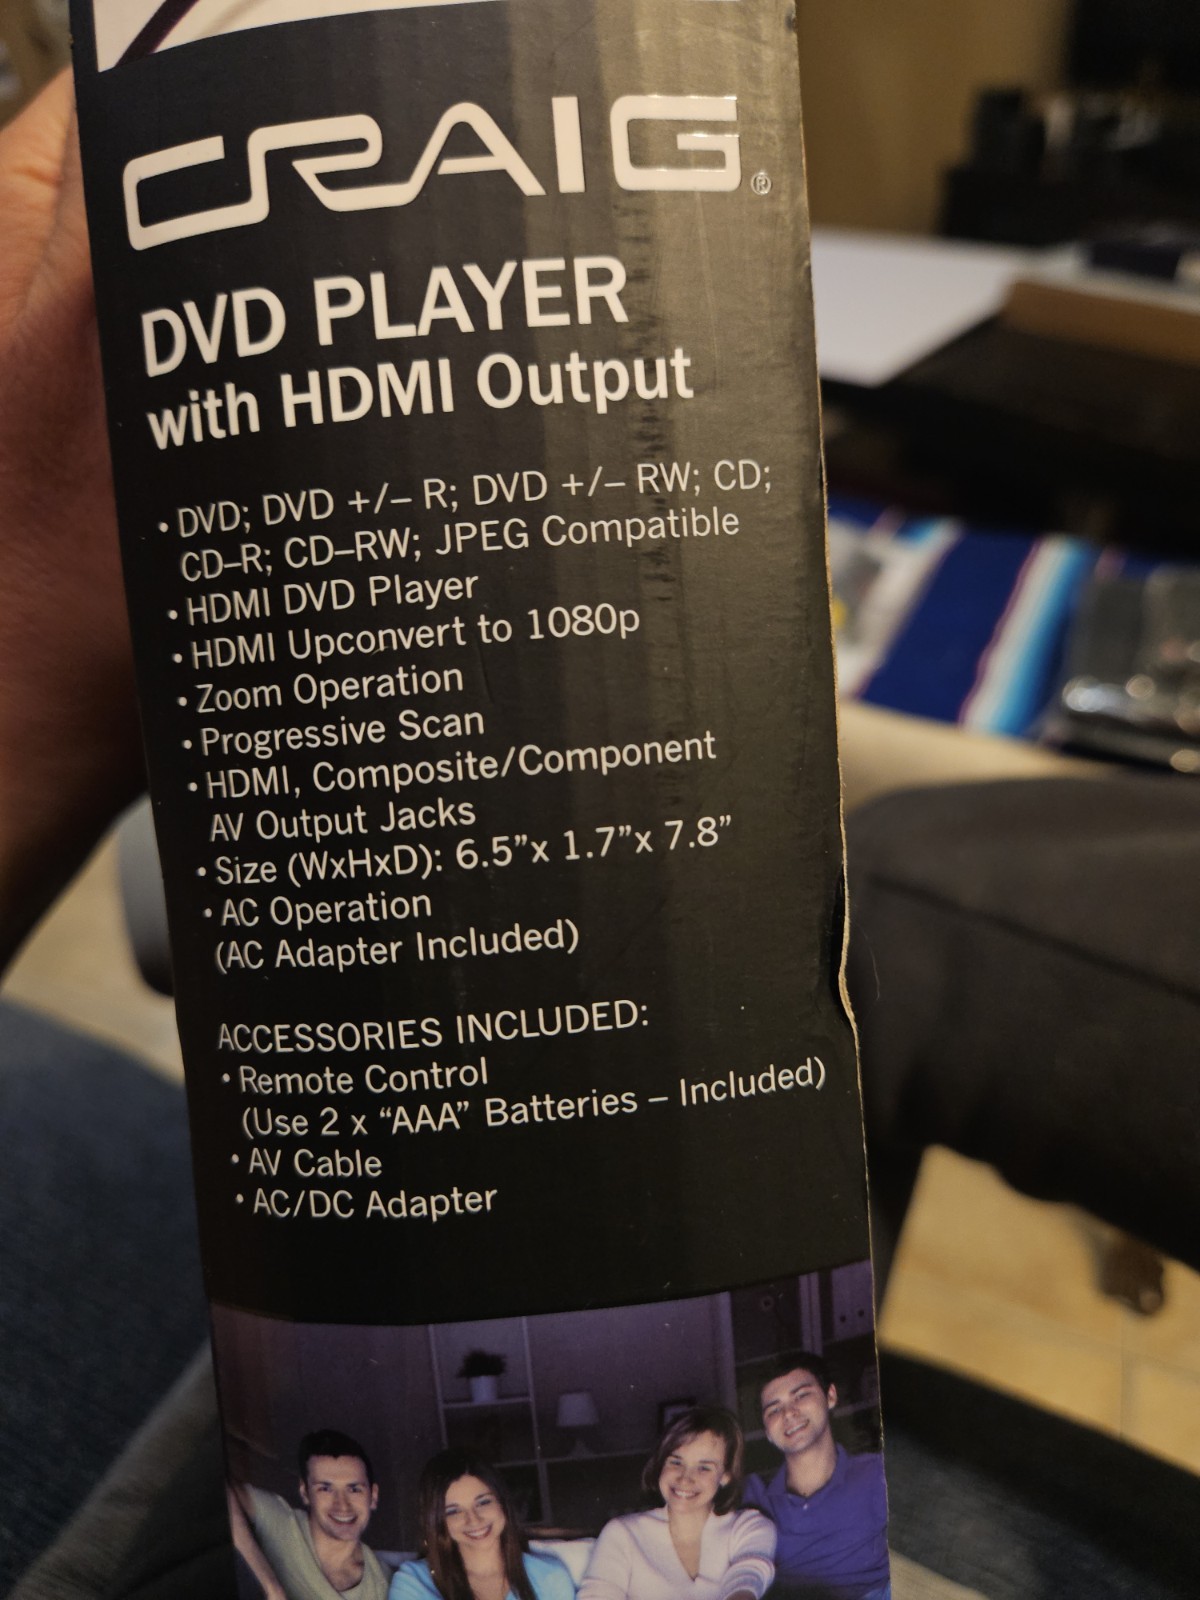 CRAIG®
DVD PLAYER
with HDMI Output
• DVD; DVD +/– R; DVD +/– RW; CD;
CD–R; CD–RW; JPEG Compatible
• HDMI DVD Player
• HDMI Upconvert to 1080p
• Zoom Operation
• Progressive Scan
• HDMI, Composite/Component
AV Output Jacks
• Size (WxHxD): 6.5”x 1.7”x 7.8”
• AC Operation
(AC Adapter Included)
ACCESSORIES INCLUDED:
• Remote Control
(Use 2 x “AAA” Batteries – Included)
• AV Cable
• AC/DC Adapter